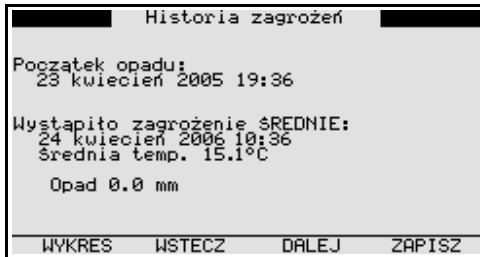 Historia zagrożeń
Początek opadu:
23 kwiecień 2005 19:36
Wystąpiło zagrożenie ŚREDNIE:
24 kwiecień 2006 10:36
Średnia temp. 15.1°C
Opad 0.0 mm
WYKRES WSTECZ DALEJ ZAPISZ